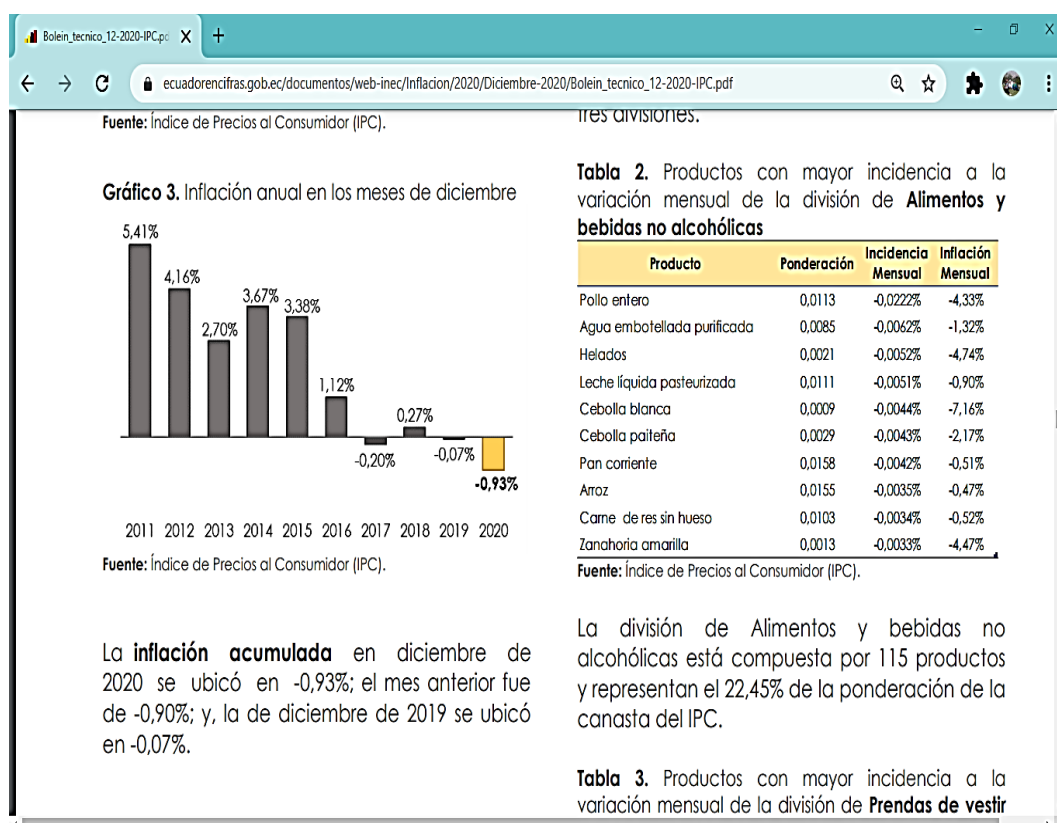 Bolein_tecnico_12-2020-IPC.pd
ecuadorencifras.gob.ec/documentos/web-inec/Inflacion/2020/Diciembre-2020/Bolein_tecnico_12-2020-IPC.pdf
Fuente: Índice de Precios al Consumidor (IPC).
Gráfico 3. Inflación anual en los meses de diciembre
5,41%
4,16%
2,70%
3,67%
3,38%
1,12%
-0,20%
0,27%
-0,07%
-0,93%
2011 2012 2013 2014 2015 2016 2017 2018 2019 2020
Fuente: Índice de Precios al Consumidor (IPC).
La inflación acumulada en diciembre de
2020 se ubicó en -0,93%; el mes anterior fue
de -0,90%; y, la de diciembre de 2019 se ubicó
en -0,07%.
Tres divisiones.
Tabla 2. Productos con mayor incidencia a la
variación mensual de la división de Alimentos y
bebidas no alcohólicas
Producto Ponderación Incidencia Mensual Inflación Mensual
Pollo entero 0,0113 -0,0222% -4,33%
Agua embotellada purificada 0,0085 -0,0062% -1,32%
Helados 0,0021 -0,0052% -4,74%
Leche líquida pasteurizada 0,0111 -0,0051% -0,90%
Cebolla blanca 0,0009 -0,0044% -7,16%
Cebolla paiteña 0,0029 -0,0043% -2,17%
Pan corriente 0,0158 -0,0042% -0,51%
Arroz 0,0155 -0,0035% -0,47%
Carne de res sin hueso 0,0103 -0,0034% -0,52%
Zanahoria amarilla 0,0013 -0,0033% -4,47%
Fuente: Índice de Precios al Consumidor (IPC).
La división de Alimentos y bebidas no
alcohólicas está compuesta por 115 productos
y representan el 22,45% de la ponderación de la
canasta del IPC.
Tabla 3. Productos con mayor incidencia a la
variación mensual de la división de Prendas de vestir